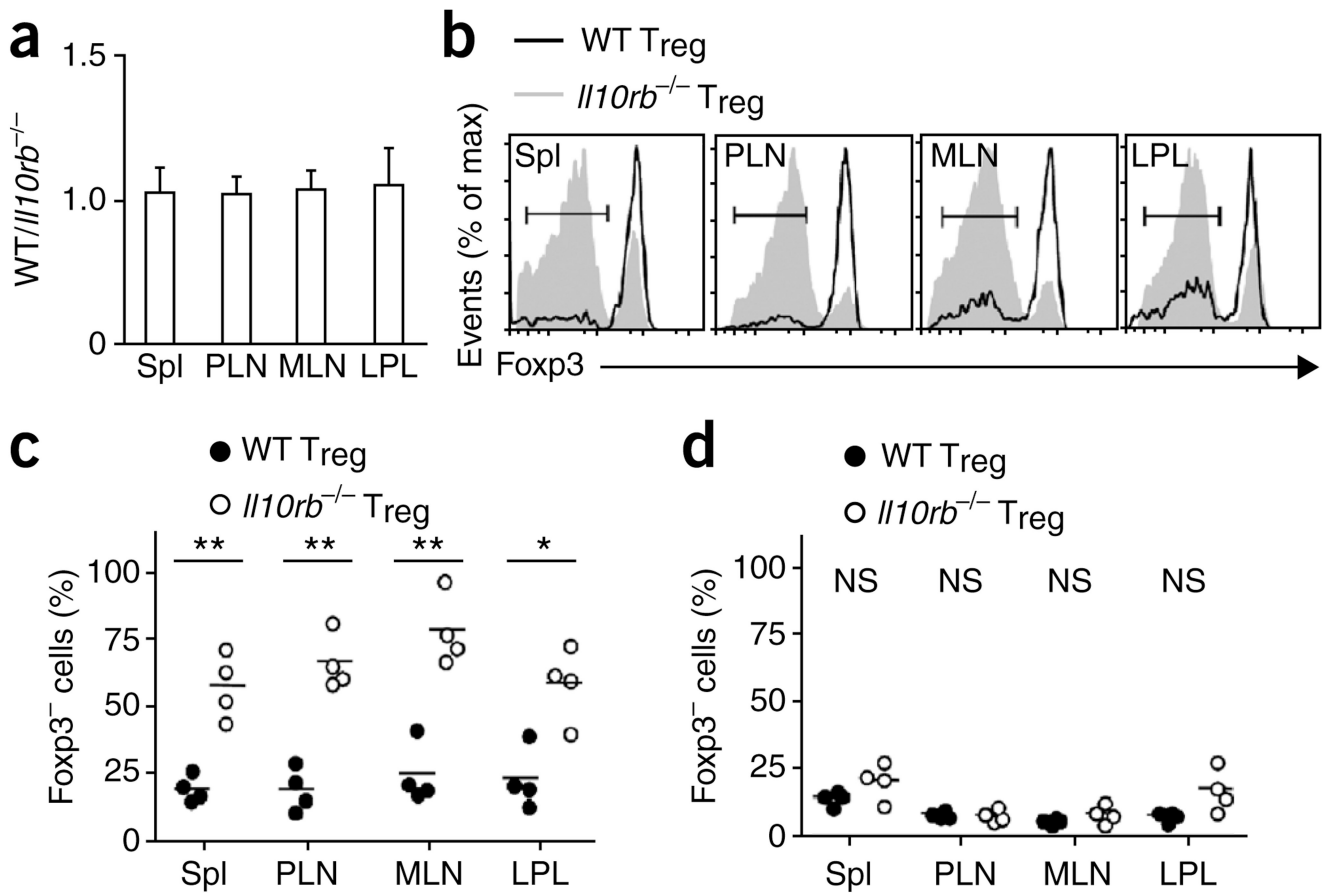 a
1.5
1.0
0
WT/Il10rb–/–
Spl PLN MLN LPL
b
WT Treg
Il10rb–/– Treg
Events (% of max)
Spl PLN MLN LPL
Foxp3
c
WT Treg
Il10rb–/– Treg
** ** ** *
100
75
50
25
0
Foxp3– cells (%)
Spl PLN MLN LPL
d
WT Treg
Il10rb–/– Treg
NS NS NS NS
100
75
50
25
0
Foxp3– cells (%)
Spl PLN MLN LPL